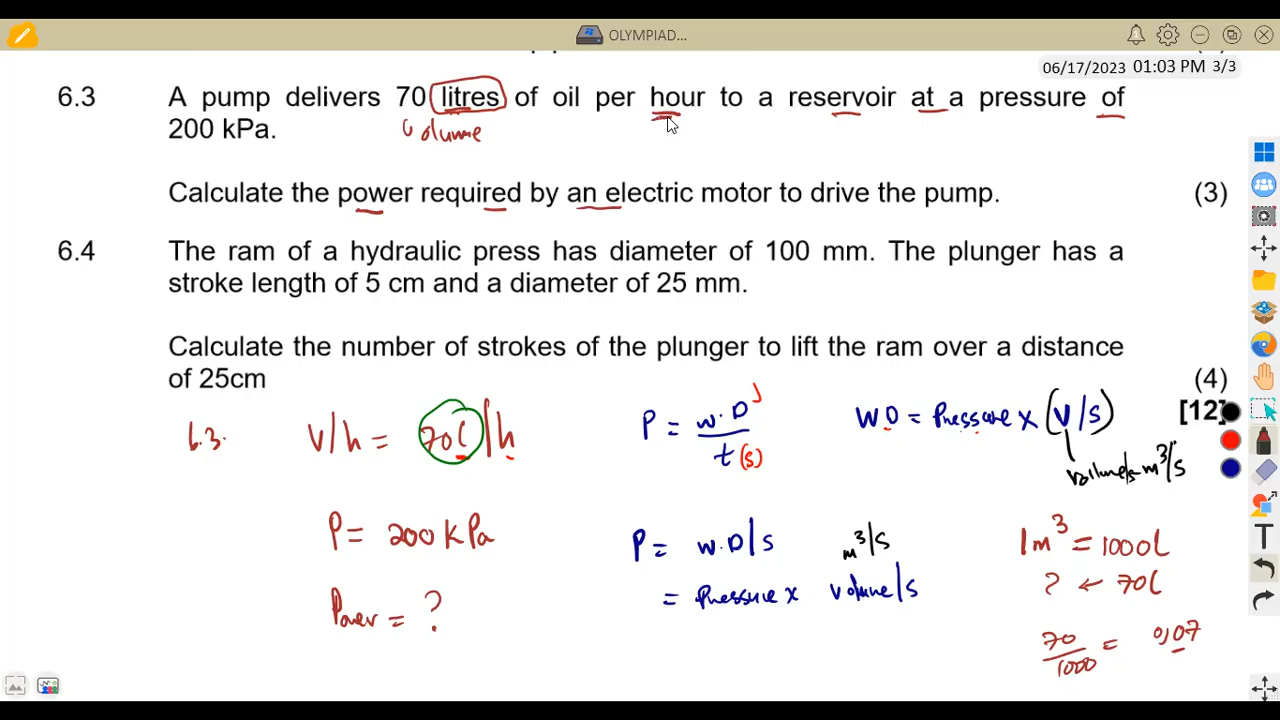 OLYMPIAD...
06/17/2023 01:03 PM 3/3
6.3 A pump delivers 70 litres of oil per hour to a reservoir at a pressure of
200 kPa.
volume
Calculate the power required by an electric motor to drive the pump. (3)
6.4 The ram of a hydraulic press has diameter of 100 mm. The plunger has a
stroke length of 5 cm and a diameter of 25 mm.
Calculate the number of strokes of the plunger to lift the ram over a distance
of 25cm (4)
[12]
6.3. V/h = 70l/h
P = 200 kPa
Power = ?
P = W.D J
t (s)
P = W.D/s
m³/s
= Pressure x volume/s
WD = Pressure x (V/s)
volume/s m³/s
1m³ = 1000L
? ← 70L
70
1000 = 0,07
T